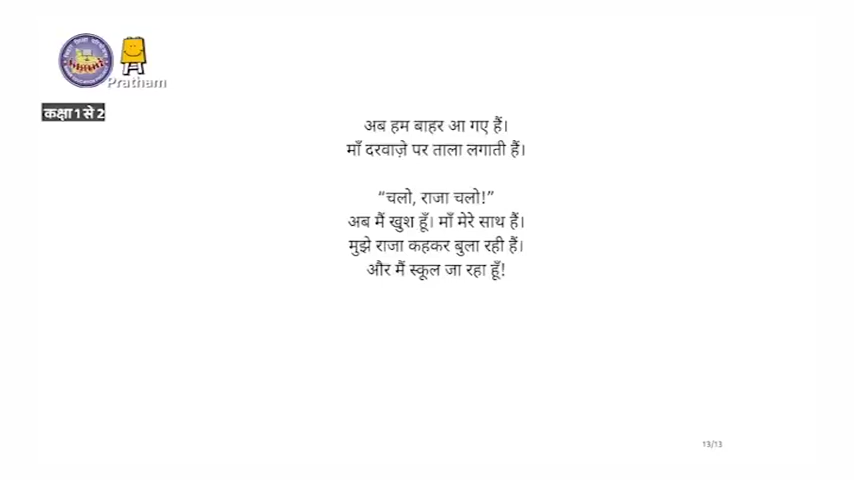 Pratham
कक्षा 1 से 2
अब हम बाहर आ गए हैं।
माँ दरवाज़े पर ताला लगाती हैं।
“चलो, राजा चलो!”
अब मैं खुश हूँ। माँ मेरे साथ हैं।
मुझे राजा कहकर बुला रही हैं।
और मैं स्कूल जा रहा हूँ!
13/13